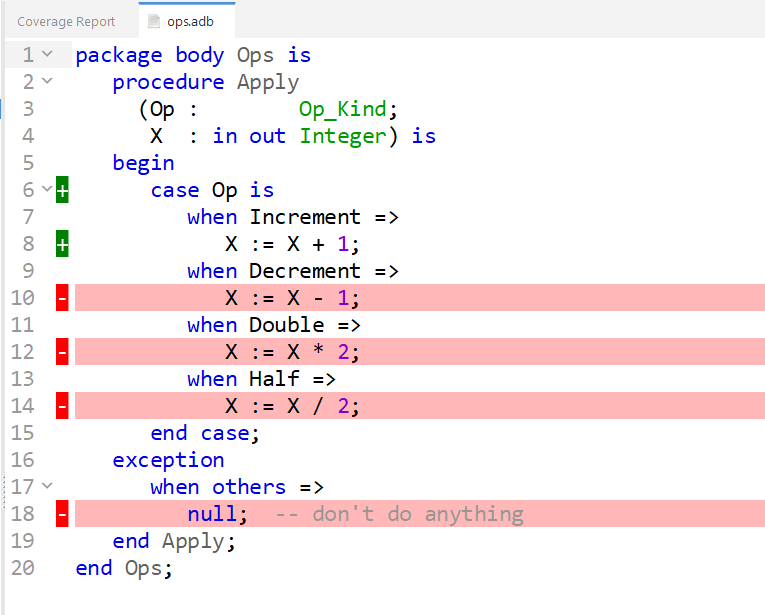 Coverage Report ops.adb
1 package body Ops is
2 procedure Apply
3 (Op : Op_Kind;
4 X : in out Integer) is
5 begin
6 + case Op is
7 when Increment =>
8 + X := X + 1;
9 when Decrement =>
10 - X := X - 1;
11 when Double =>
12 - X := X * 2;
13 when Half =>
14 - X := X / 2;
15 end case;
16 exception
17 when others =>
18 - null; -- don't do anything
19 end Apply;
20 end Ops;